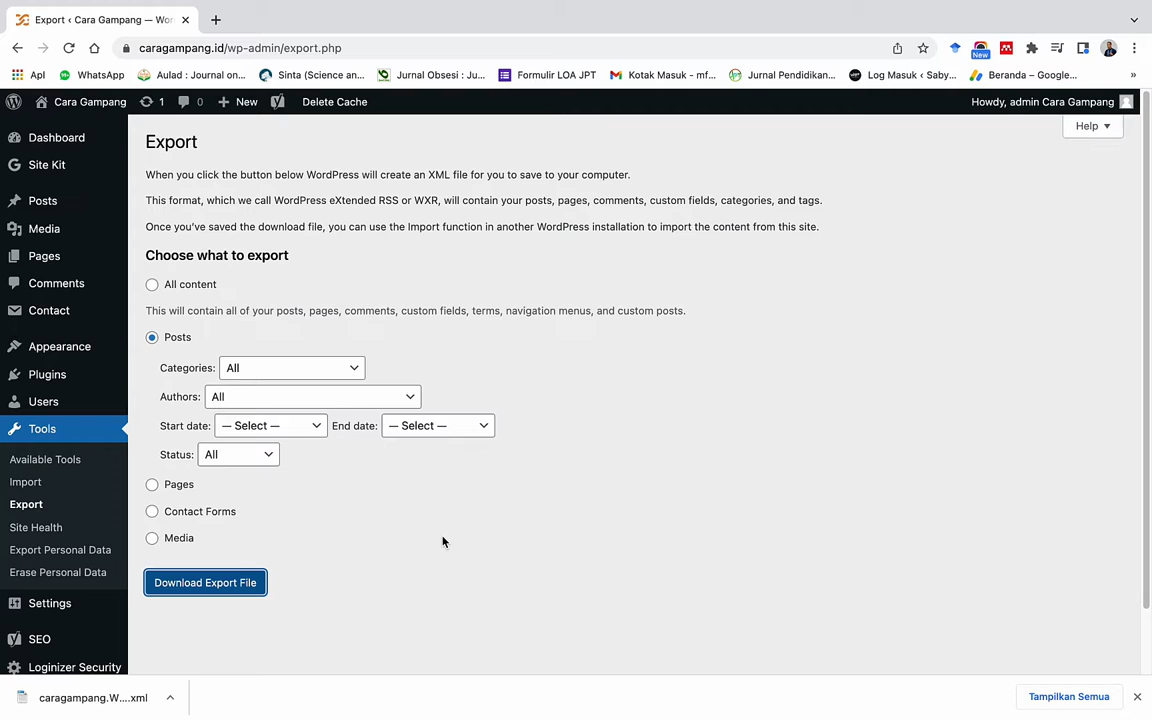 Export ‹ Cara Gampang — Wor
caragampang.id/wp-admin/export.php
New
Apl
WhatsApp
Aulad : Journal on...
Sinta (Science an...
Jurnal Obsesi : Ju...
Formulir LOA JPT
Kotak Masuk - mf...
Jurnal Pendidikan...
Log Masuk ‹ Saby...
Beranda – Google...
»
Cara Gampang
1
0
New
Delete Cache
Howdy, admin Cara Gampang
Help
Dashboard
Site Kit
Posts
Media
Pages
Comments
Contact
Appearance
Plugins
Users
Tools
Available Tools
Import
Export
Site Health
Export Personal Data
Erase Personal Data
Settings
SEO
Loginizer Security
Export
When you click the button below WordPress will create an XML file for you to save to your computer.
This format, which we call WordPress eXtended RSS or WXR, will contain your posts, pages, comments, custom fields, categories, and tags.
Once you’ve saved the download file, you can use the Import function in another WordPress installation to import the content from this site.
Choose what to export
All content
This will contain all of your posts, pages, comments, custom fields, terms, navigation menus, and custom posts.
Posts
Categories: All
Authors: All
Start date: — Select — End date: — Select —
Status: All
Pages
Contact Forms
Media
Download Export File
caragampang.W....xml
Tampilkan Semua